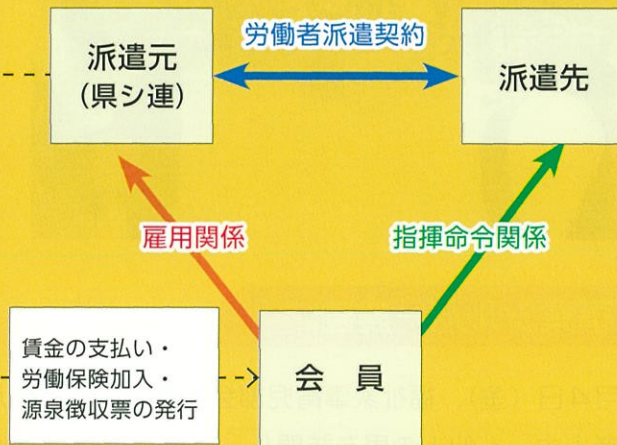 労働者派遣契約
派遣元
(県シ連)
派遣先
雇用関係
指揮命令関係
賃金の支払い・
労働保険加入・
源泉徴収票の発行
会 員